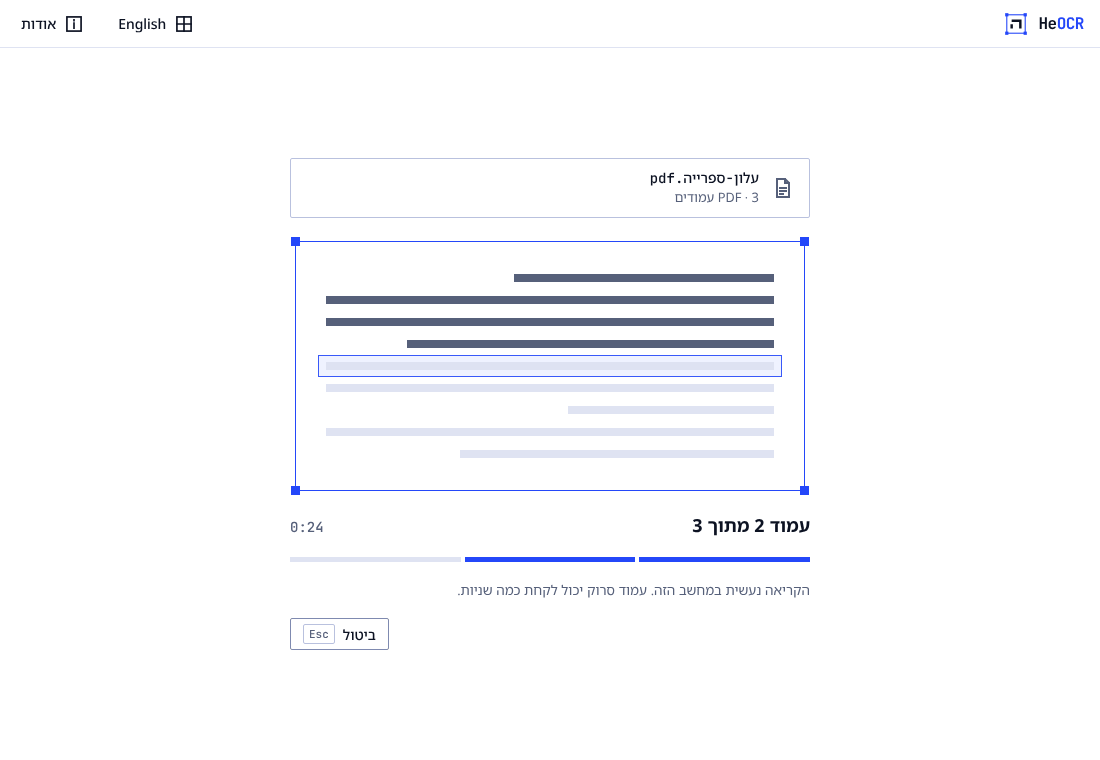 HeOCR
English
אודות
עלון-ספרייה.pdf
PDF · 3 עמודים
עמוד 2 מתוך 3
0:24
הקריאה נעשית במחשב הזה. עמוד סרוק יכול לקחת כמה שניות.
ביטול Esc